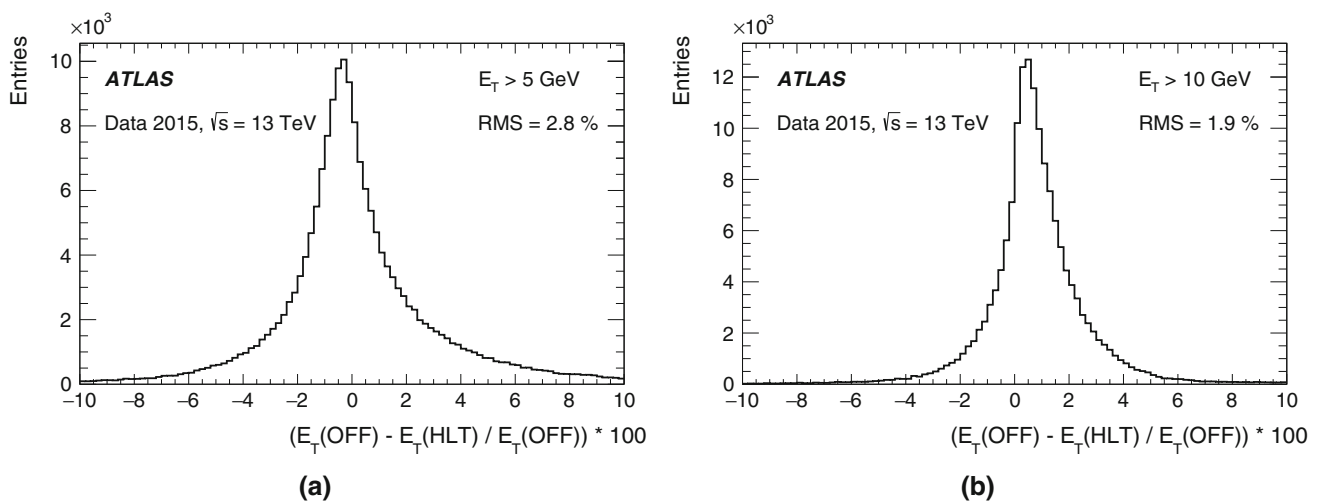 ×10³
Entries
10
8
6
4
2
0
ATLAS
E_T > 5 GeV
Data 2015, √s = 13 TeV
RMS = 2.8 %
−10 −8 −6 −4 −2 0 2 4 6 8 10
(E_T(OFF) - E_T(HLT) / E_T(OFF)) * 100
(a)
×10³
Entries
12
10
8
6
4
2
0
ATLAS
E_T > 10 GeV
Data 2015, √s = 13 TeV
RMS = 1.9 %
−10 −8 −6 −4 −2 0 2 4 6 8 10
(E_T(OFF) - E_T(HLT) / E_T(OFF)) * 100
(b)